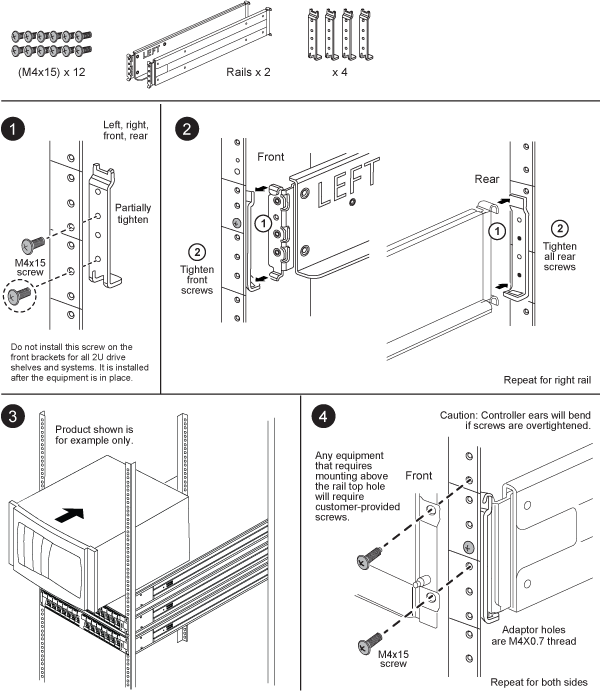 LEFT
(M4x15) x 12
Rails x 2
x 4
1
Left, right,
front, rear
Partially
tighten
M4x15
screw
Do not install this screw on the
front brackets for all 2U drive
shelves and systems. It is installed
after the equipment is in place.
2
Front
LEFT
Rear
1
2
Tighten
front
screws
1
2
Tighten
all rear
screws
Repeat for right rail
3
Product shown is
for example only.
4
Caution: Controller ears will bend
if screws are overtightened.
Any equipment
that requires
mounting above
the rail top hole
will require
customer-provided
screws.
Front
M4x15
screw
Adaptor holes
are M4X0.7 thread
Repeat for both sides